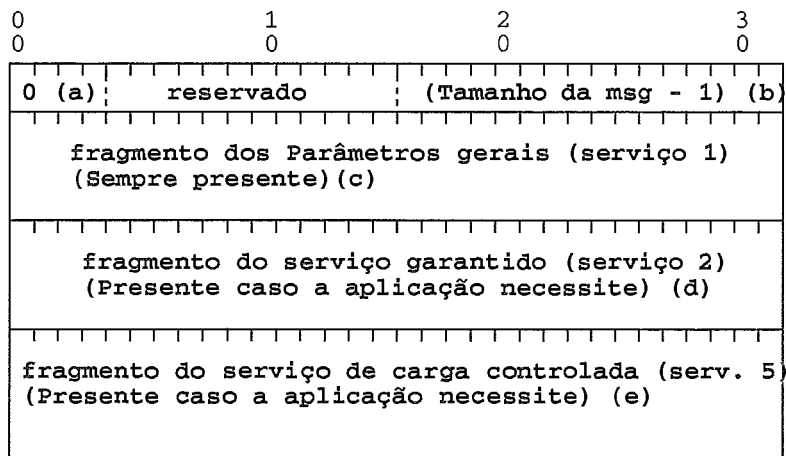 0 1 2 3
0 0 0 0
0 (a) reservado (Tamanho da msg - 1) (b)
fragmento dos Parâmetros gerais (serviço 1)
(Sempre presente)(c)
fragmento do serviço garantido (serviço 2)
(Presente caso a aplicação necessite) (d)
fragmento do serviço de carga controlada (serv. 5)
(Presente caso a aplicação necessite) (e)